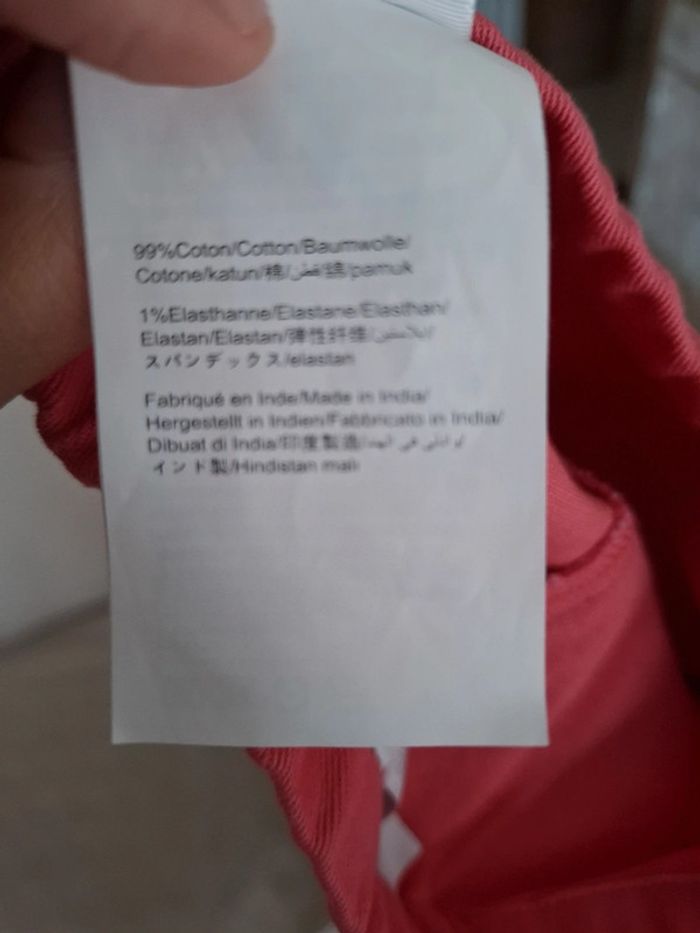 99%Coton/Cotton/Baumwolle/
Cotone/katun/棉/قطن/綿/pamuk
1%Elasthanne/Elastane/Elasthan/
Elastan/Elastan/弾性纤维/
スパンデックス/elastan
Fabriqué en Inde/Made in India/
Hergestellt in Indien/Fabbricato in India/
Dibuat di India/印度製造/
インド製/Hindistan malı